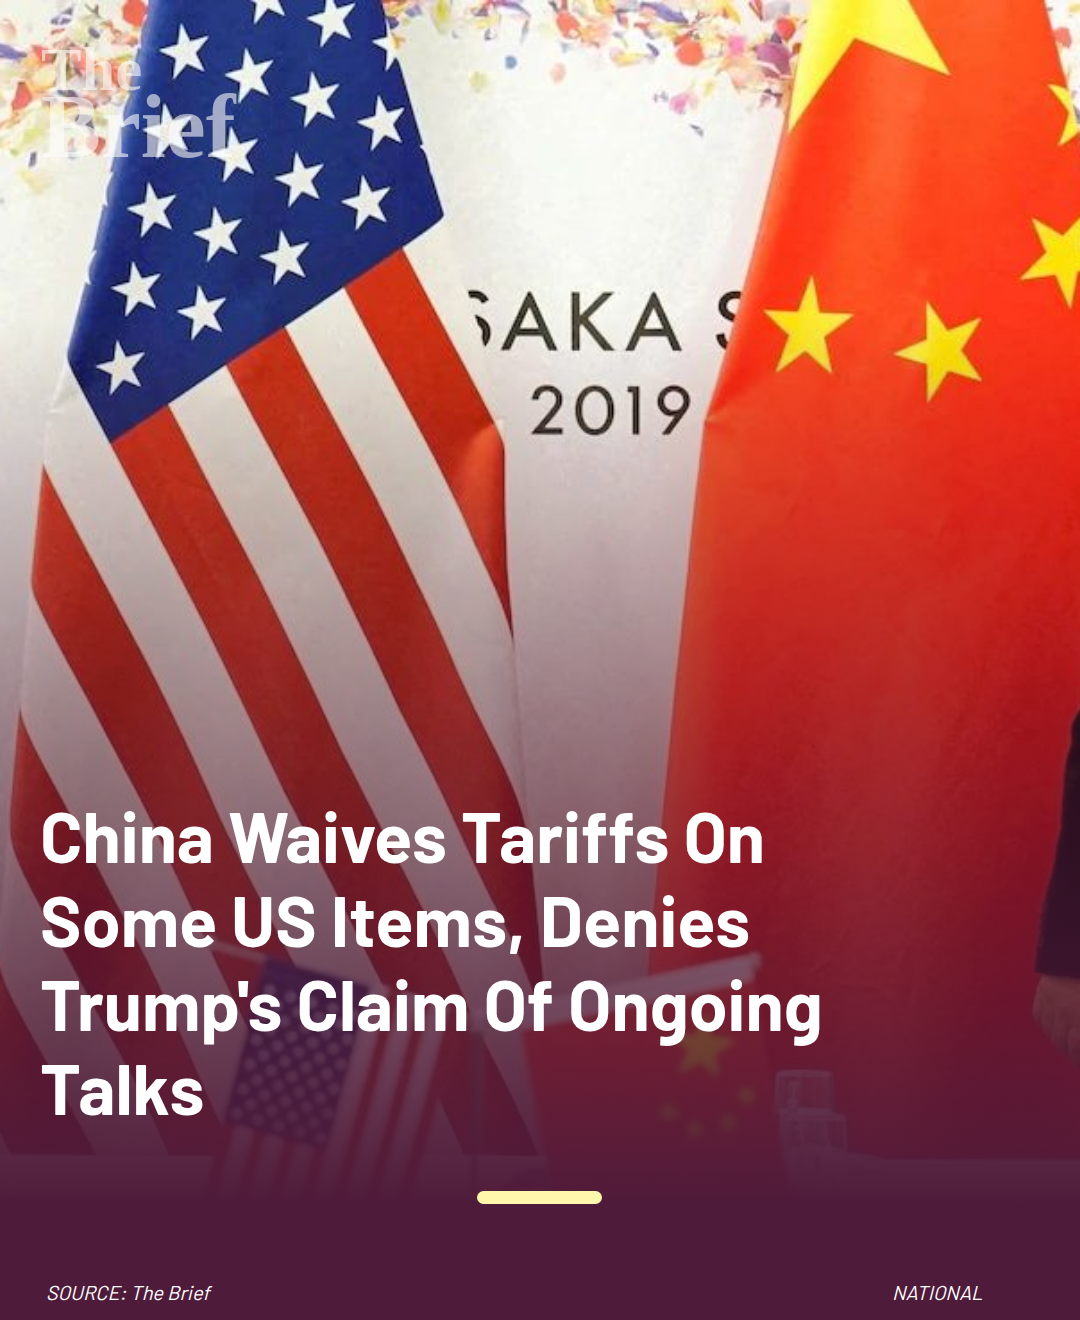 The
Brief
SAKA S
2019
China Waives Tariffs On
Some US Items, Denies
Trump's Claim Of Ongoing
Talks
SOURCE: The Brief
NATIONAL